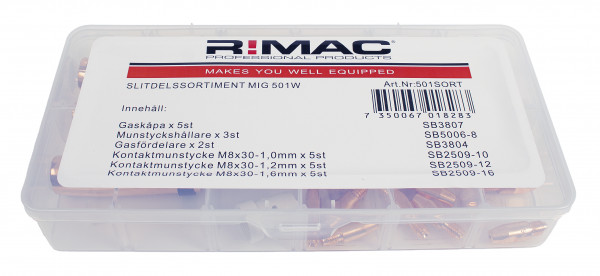 R!MAC
PROFESSIONAL PRODUCTS
MAKES YOU WELL EQUIPPED
SLITDELSSORTIMENT MIG 501W Art.Nr:501SORT
Innehåll: 7 350067 018283
Gaskåpa x 5st SB3807
Munstyckshållare x 3st SB5006-8
Gasfördelare x 2st SB3804
Kontaktmunstycke M8x30-1,0mm x 5st SB2509-10
Kontaktmunstycke M8x30-1,2mm x 5st SB2509-12
Kontaktmunstycke M8x30-1,6mm x 5st SB2509-16